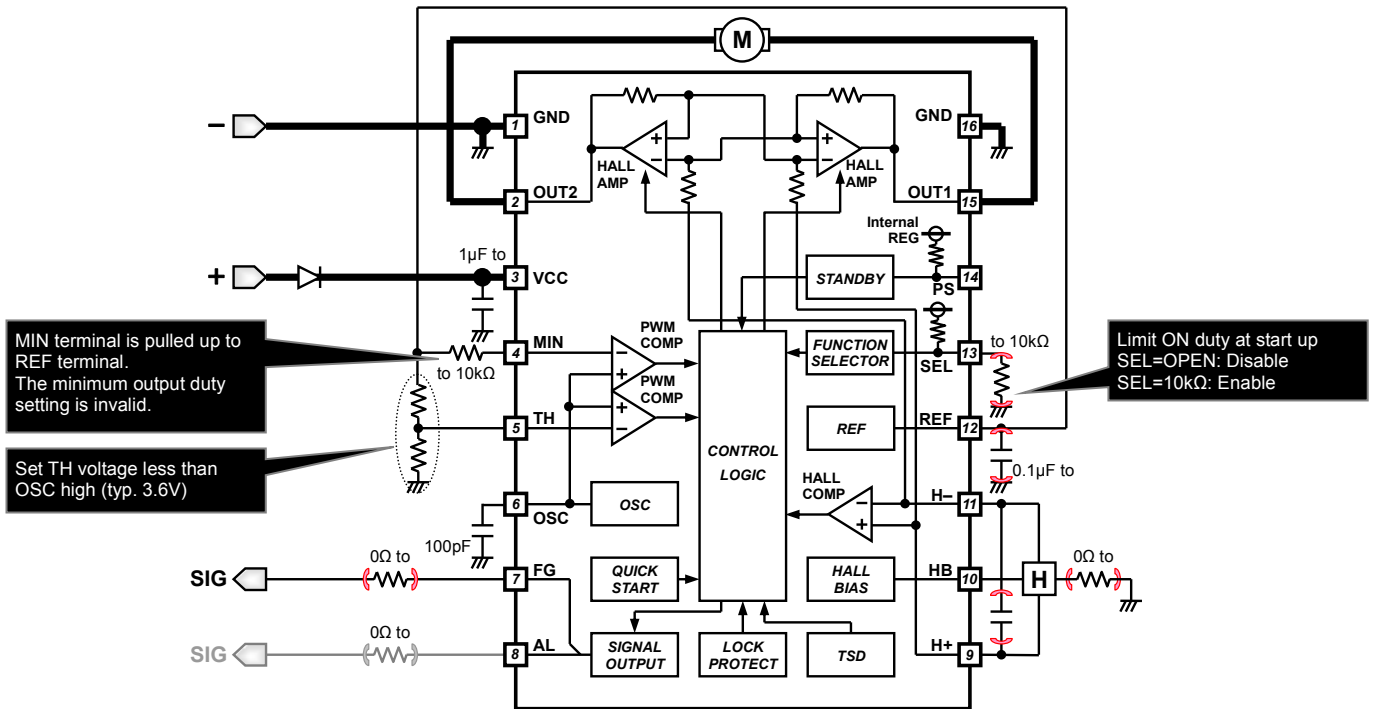 M
−
1
GND
GND
16
HALL
AMP
+
−
+
−
HALL
AMP
2
OUT2
OUT1
15
Internal
REG
1µF to
+
3
VCC
STANDBY
14
PS
MIN terminal is pulled up to
REF terminal.
The minimum output duty
setting is invalid.
4
MIN
to 10kΩ
PWM
COMP
−
+
PWM
COMP
+
−
FUNCTION
SELECTOR
13
SEL
to 10kΩ
Limit ON duty at start up
SEL=OPEN: Disable
SEL=10kΩ: Enable
5
TH
CONTROL
LOGIC
REF
REF
12
0.1µF to
Set TH voltage less than
OSC high (typ. 3.6V)
6
OSC
OSC
100pF
HALL
COMP
−
+
H−
11
SIG
0Ω to
7
FG
QUICK
START
HALL
BIAS
HB
10
H
0Ω to
SIG
0Ω to
8
AL
SIGNAL
OUTPUT
LOCK
PROTECT
TSD
H+
9